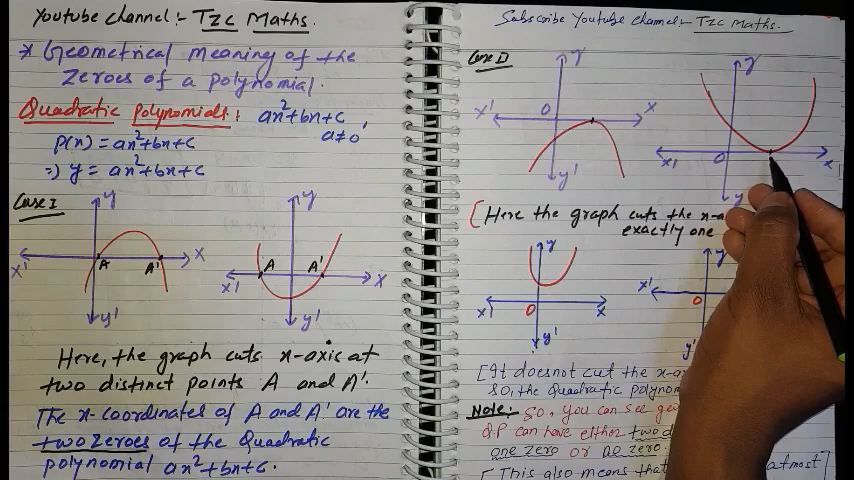 Youtube channel:- Tzc Maths.
* Geometrical meaning of the
Zeroes of a polynomial.
Quadratic Polynomials: ax²+bx+c,
a≠0
p(x) = ax²+bx+c
=> y = ax²+bx+c
Case I
y
X'
A
A'
X
y'
y
A
A'
X'
X
y'
Here, the graph cuts x-axis at
two distinct points A and A'.
The x-coordinates of A and A' are the
two zeroes of the Quadratic
polynomial ax²+bx+c.
Subscribe Youtube channel:- Tzc Maths.
Case II
y
X'
O
X
y'
y
X'
O
X
y
[Here the graph cuts the x-a
exactly one
y
X'
O
X
y'
y
X'
O
y'
[It doesnot cut the x-ax
So, the Quadratic polynom
Note:- So, you can see geo
Q.P can have either two d
one zero or no zero.
[This also means that
atmost]